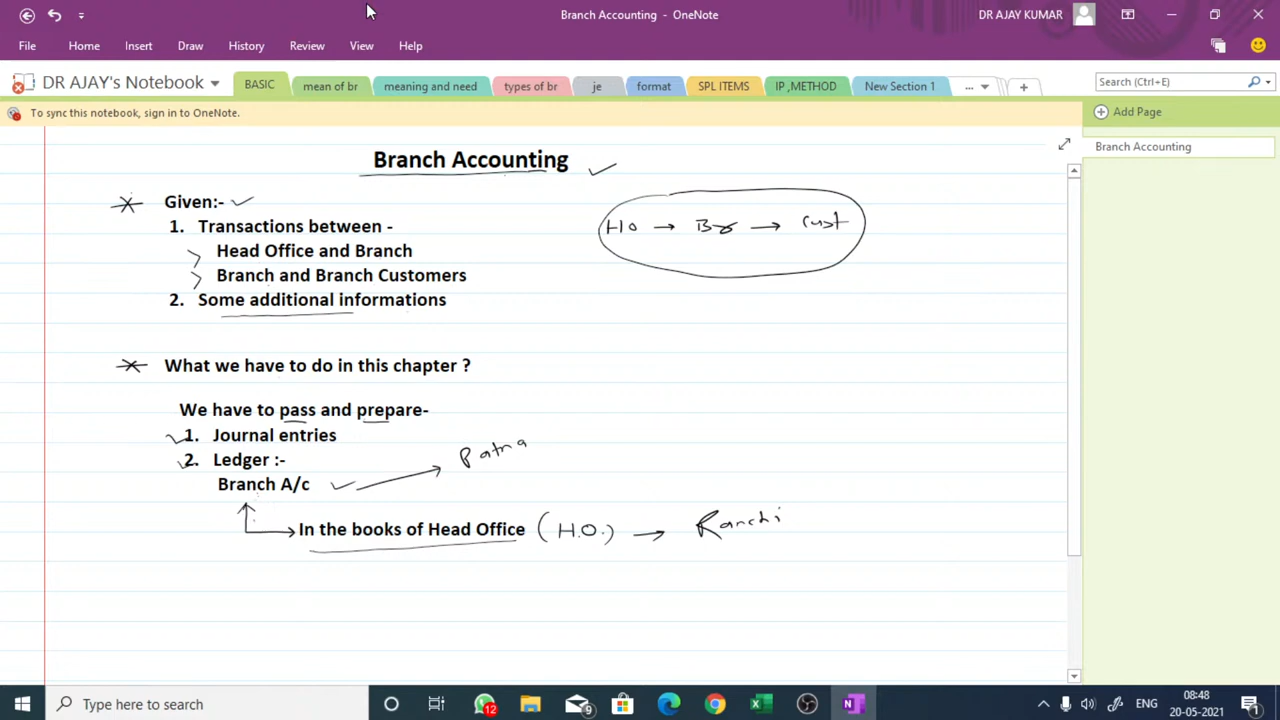 Branch Accounting - OneNote
DR AJAY KUMAR
File Home Insert Draw History Review View Help
DR AJAY's Notebook
BASIC mean of br meaning and need types of br je format SPL ITEMS IP ,METHOD New Section 1 ...
Search (Ctrl+E)
To sync this notebook, sign in to OneNote.
Add Page
Branch Accounting
Branch Accounting
Given:-
1. Transactions between -
HO → Br → Cust
Head Office and Branch
Branch and Branch Customers
2. Some additional informations
What we have to do in this chapter ?
We have to pass and prepare-
1. Journal entries
2. Ledger :-
Patna
Branch A/c
In the books of Head Office (H.O.) → Ranchi
Type here to search
12
9
ENG
08:48
20-05-2021
1